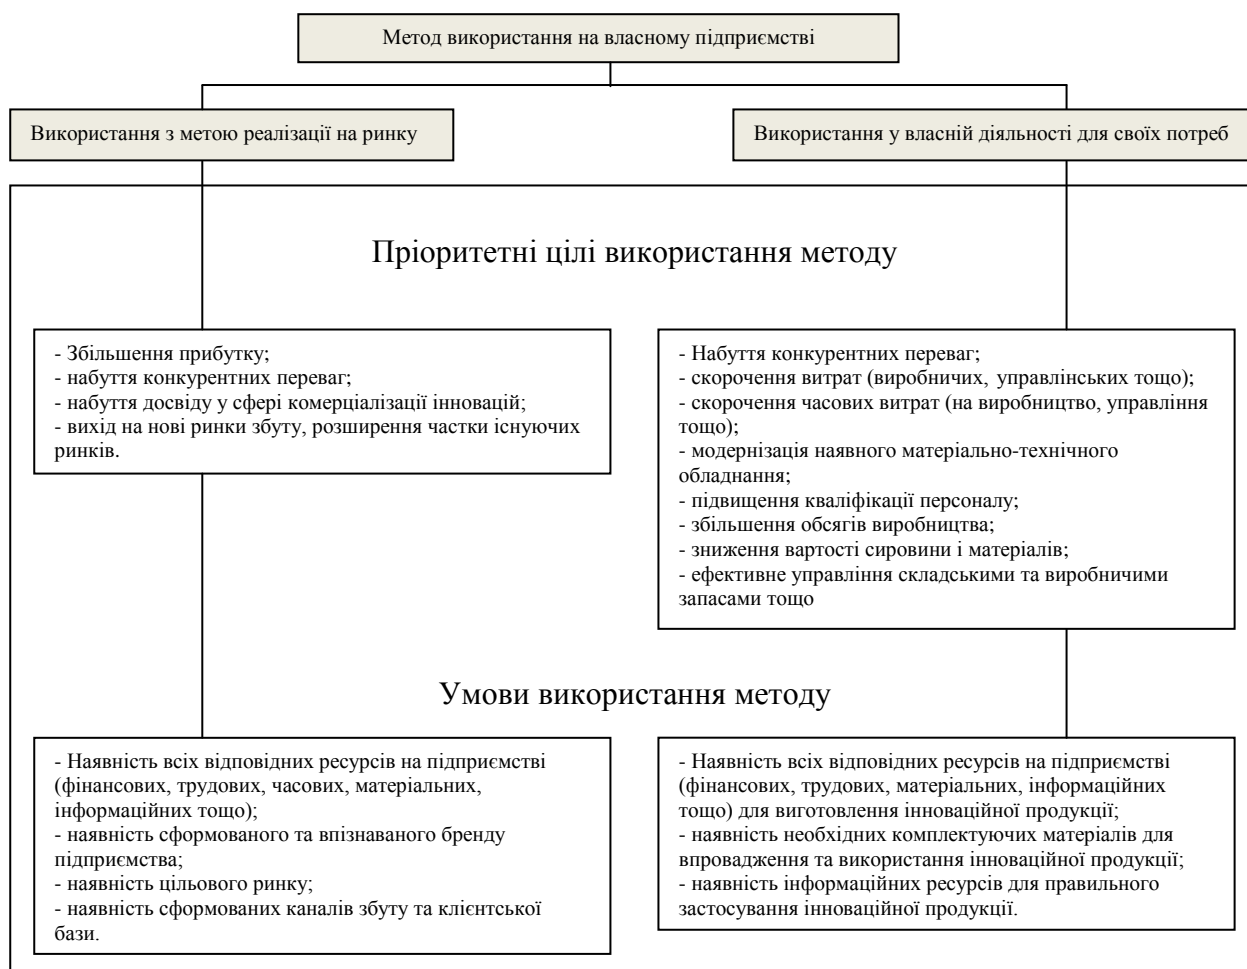 Метод використання на власному підприємстві
Використання з метою реалізації на ринку
Використання у власній діяльності для своїх потреб
Пріоритетні цілі використання методу
- Збільшення прибутку;
- набуття конкурентних переваг;
- набуття досвіду у сфері комерціалізації інновацій;
- вихід на нові ринки збуту, розширення частки існуючих
ринків.
- Набуття конкурентних переваг;
- скорочення витрат (виробничих, управлінських тощо);
- скорочення часових витрат (на виробництво, управління
тощо);
- модернізація наявного матеріально-технічного
обладнання;
- підвищення кваліфікації персоналу;
- збільшення обсягів виробництва;
- зниження вартості сировини і матеріалів;
- ефективне управління складськими та виробничими
запасами тощо
Умови використання методу
- Наявність всіх відповідних ресурсів на підприємстві
(фінансових, трудових, часових, матеріальних,
інформаційних тощо);
- наявність сформованого та впізнаваного бренду
підприємства;
- наявність цільового ринку;
- наявність сформованих каналів збуту та клієнтської
бази.
- Наявність всіх відповідних ресурсів на підприємстві
(фінансових, трудових, матеріальних, інформаційних
тощо) для виготовлення інноваційної продукції;
- наявність необхідних комплектуючих матеріалів для
впровадження та використання інноваційної продукції;
- наявність інформаційних ресурсів для правильного
застосування інноваційної продукції.